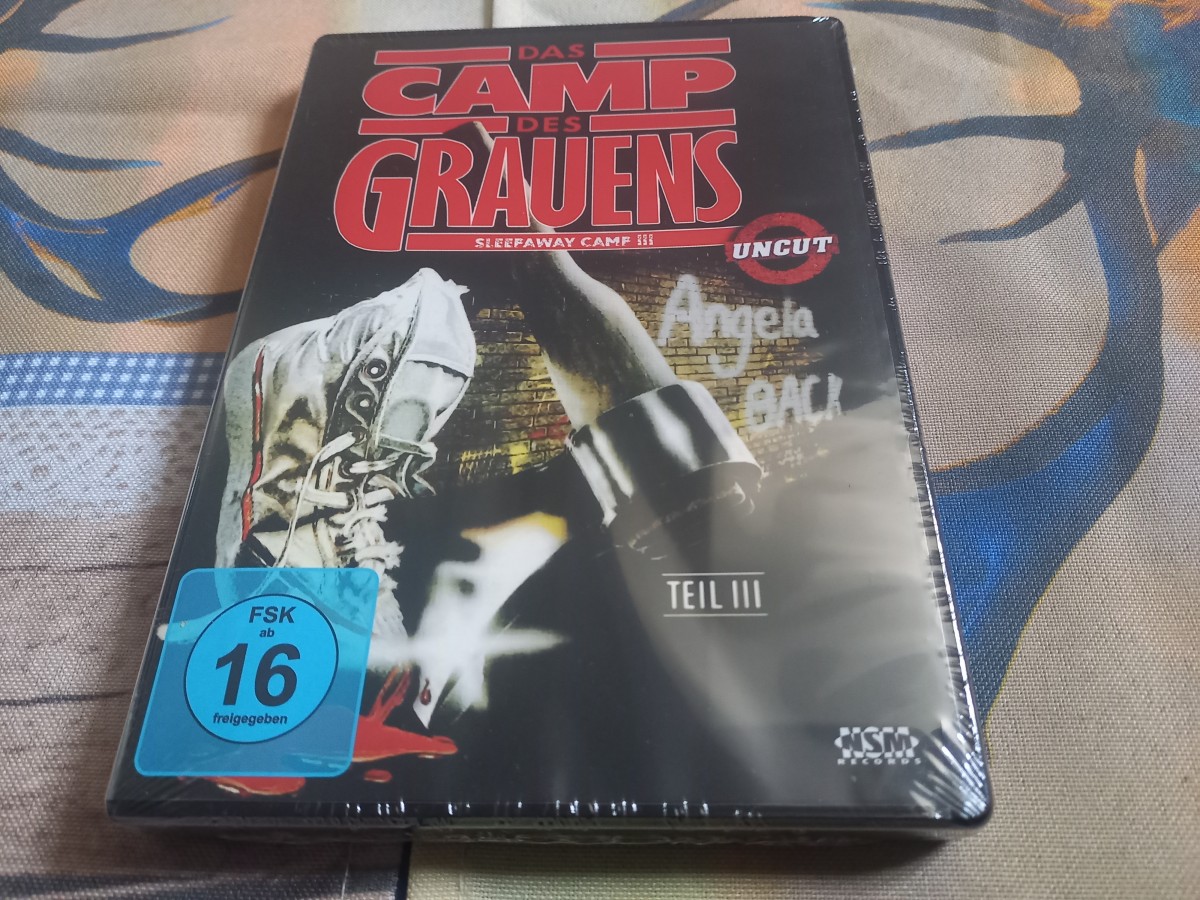 DAS
CAMP
DES
GRAUENS
SLEEPAWAY CAMP III
UNCUT
Angela
BACK
TEIL III
FSK
ab
16
freigegeben
NSM
RECORDS